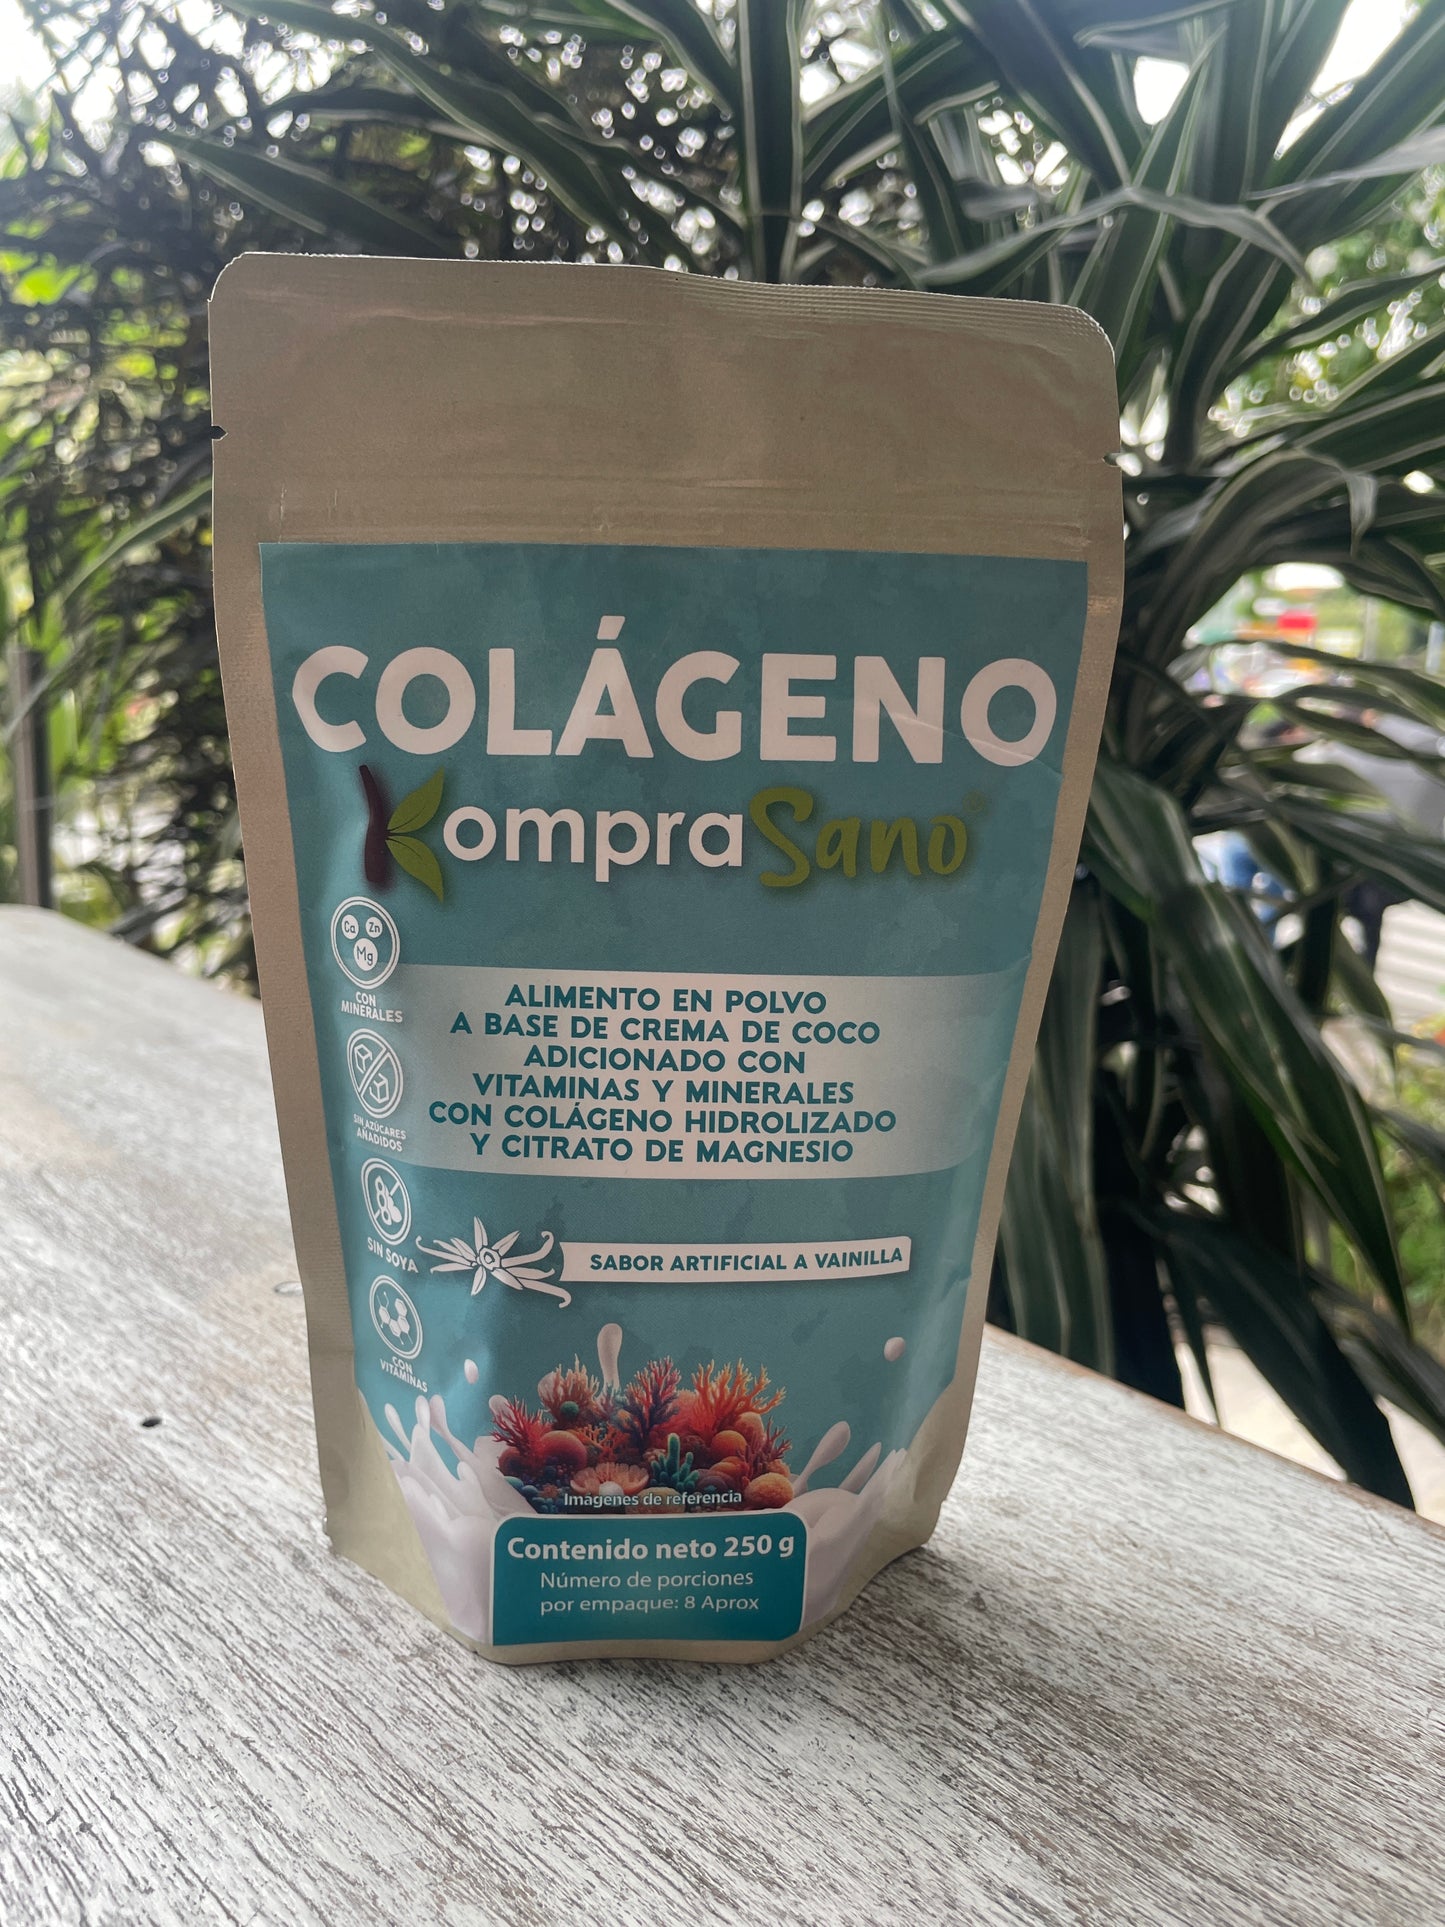 COLÁGENO
KompraSano®
Ca Zn
Mg
CON
MINERALES
ALIMENTO EN POLVO
A BASE DE CREMA DE COCO
ADICIONADO CON
VITAMINAS Y MINERALES
CON COLÁGENO HIDROLIZADO
Y CITRATO DE MAGNESIO
SIN AZÚCARES
AÑADIDOS
SIN SOYA
SABOR ARTIFICIAL A VAINILLA
CON
VITAMINAS
Imágenes de referencia
Contenido neto 250 g
Número de porciones
por empaque: 8 Aprox